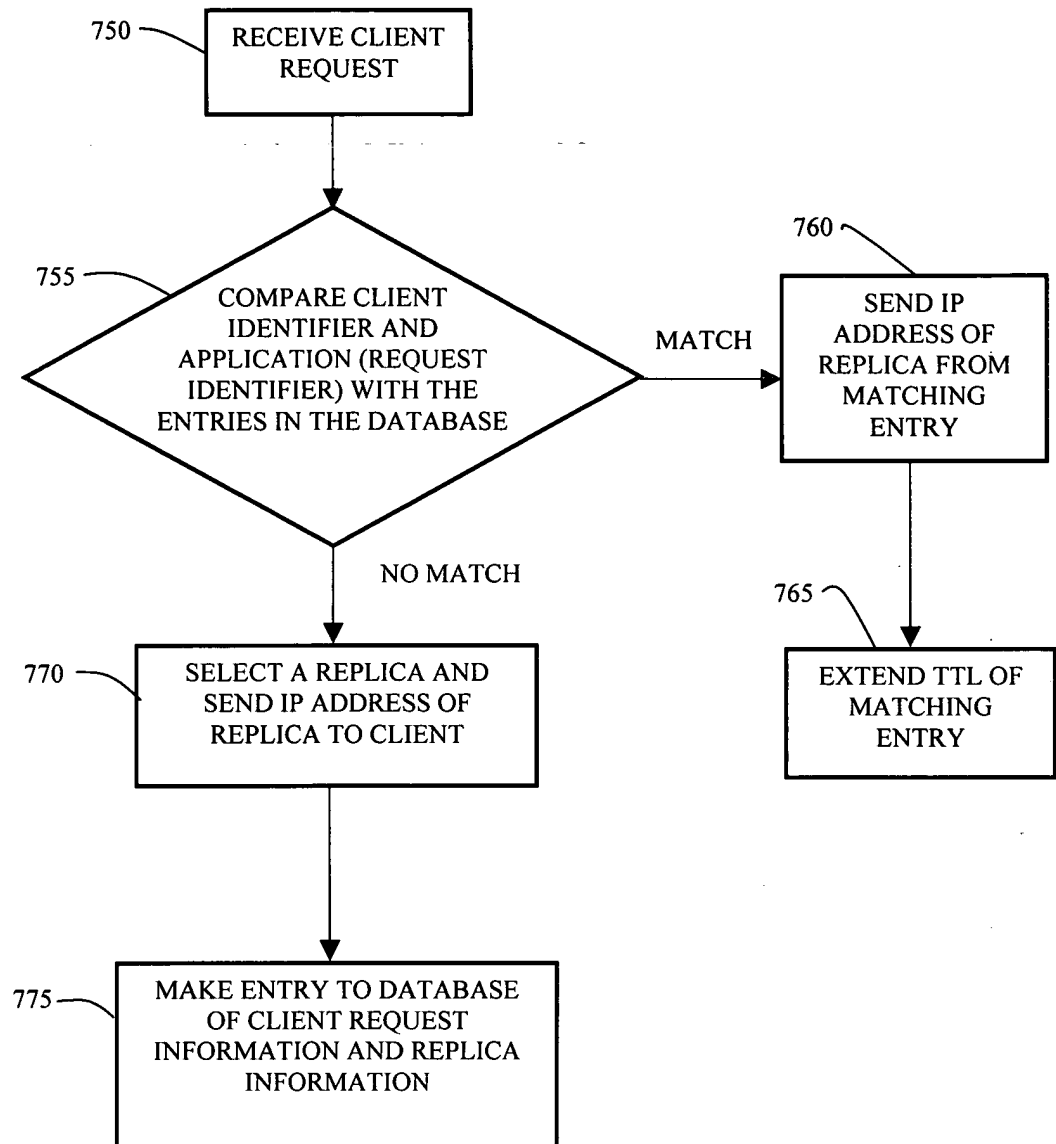 750
RECEIVE CLIENT
REQUEST
755
COMPARE CLIENT
IDENTIFIER AND
APPLICATION (REQUEST
IDENTIFIER) WITH THE
ENTRIES IN THE DATABASE
MATCH
760
SEND IP
ADDRESS OF
REPLICA FROM
MATCHING
ENTRY
NO MATCH
765
EXTEND TTL OF
MATCHING
ENTRY
770
SELECT A REPLICA AND
SEND IP ADDRESS OF
REPLICA TO CLIENT
775
MAKE ENTRY TO DATABASE
OF CLIENT REQUEST
INFORMATION AND REPLICA
INFORMATION